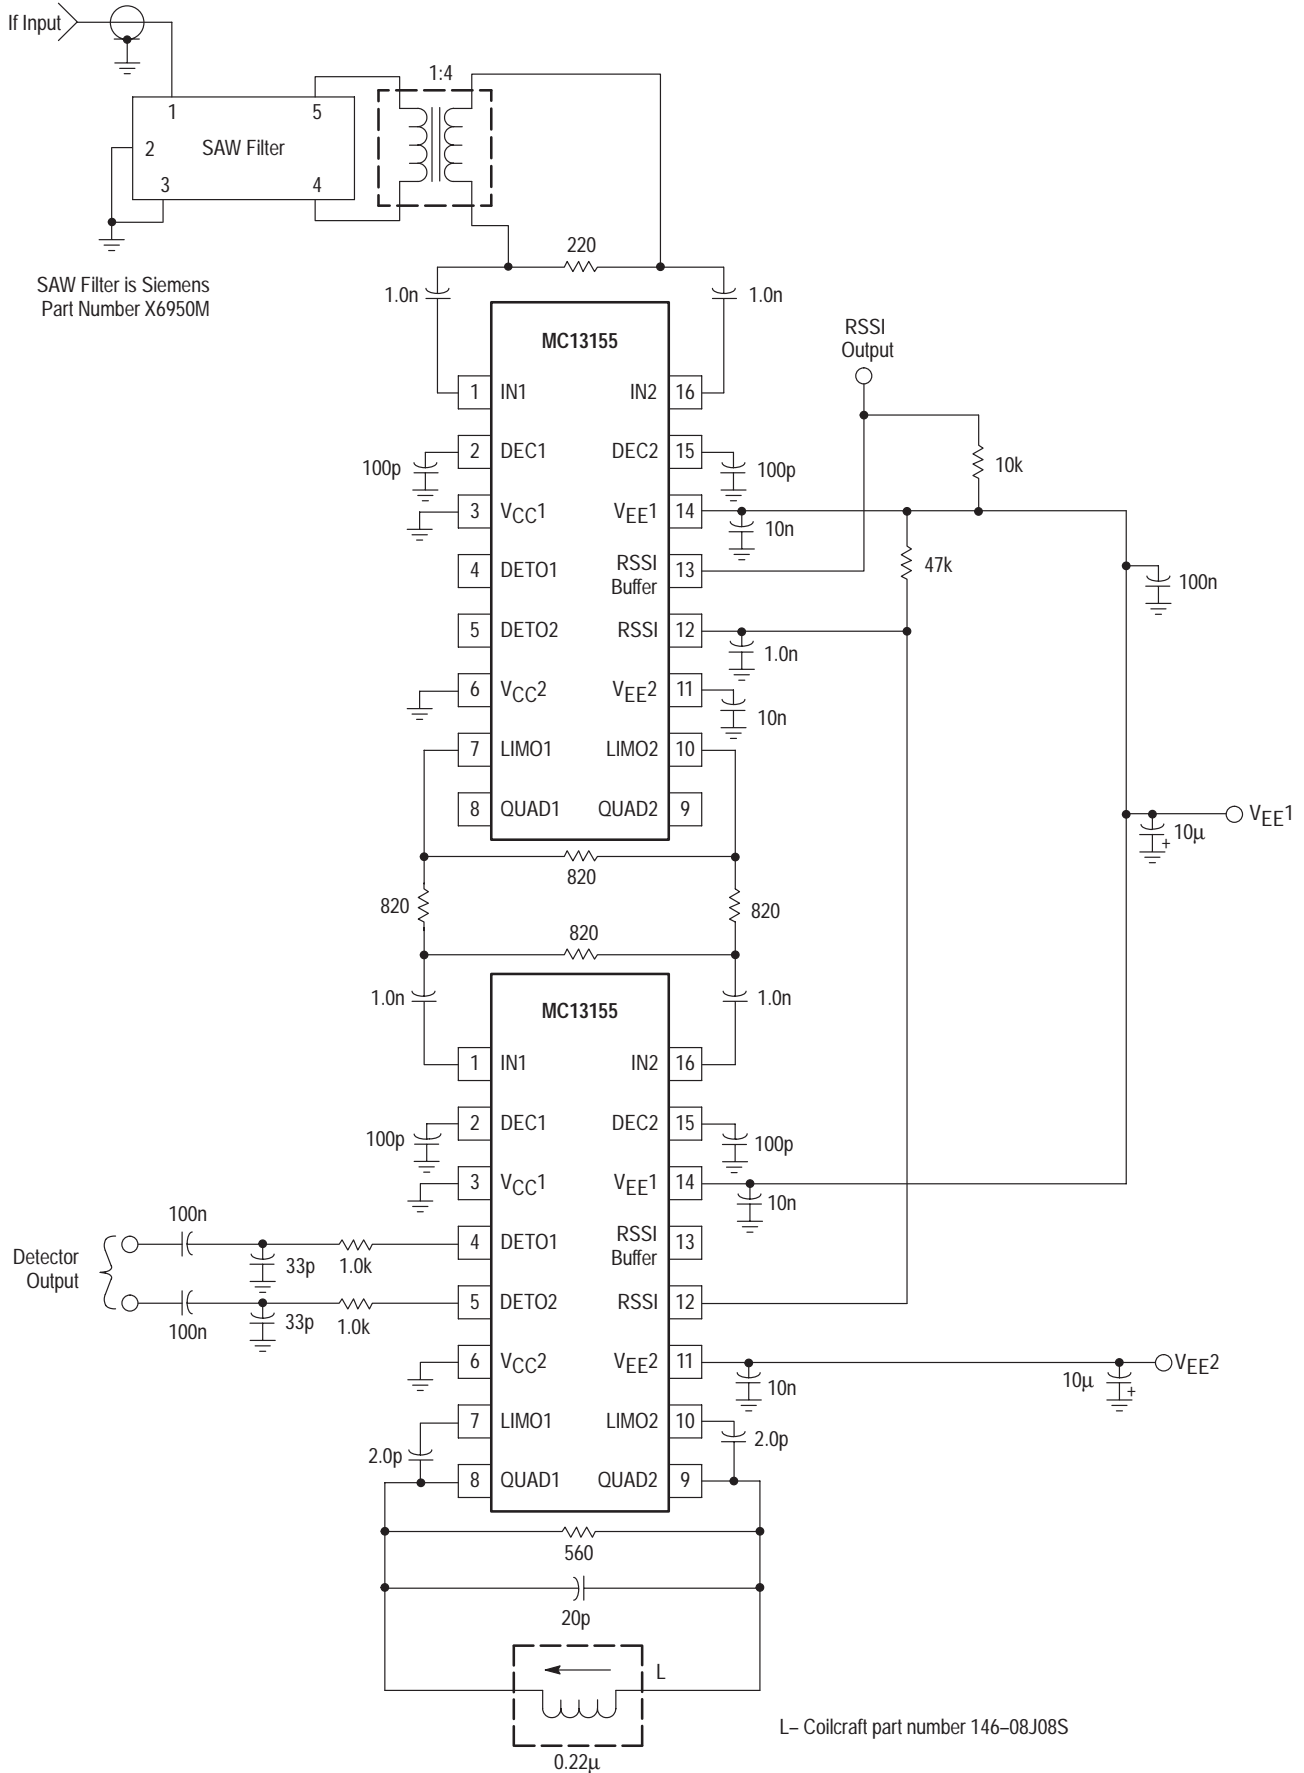 If Input
1:4
1
5
2
SAW Filter
3
4
220
SAW Filter is Siemens
Part Number X6950M
1.0n
1.0n
MC13155
RSSI
Output
1
IN1
IN2
16
2
DEC1
DEC2
15
100p
100p
10k
3
VCC1
VEE1
14
10n
4
DETO1
RSSI
Buffer
13
47k
100n
5
DETO2
RSSI
12
1.0n
6
VCC2
VEE2
11
10n
7
LIMO1
LIMO2
10
8
QUAD1
QUAD2
9
VEE1
10µ
+
820
820
820
820
1.0n
1.0n
MC13155
1
IN1
IN2
16
2
DEC1
DEC2
15
100p
100p
3
VCC1
VEE1
14
10n
100n
4
DETO1
RSSI
Buffer
13
Detector
Output
33p
1.0k
5
DETO2
RSSI
12
100n
33p
1.0k
6
VCC2
VEE2
11
VEE2
10n
10µ
+
7
LIMO1
LIMO2
10
2.0p
2.0p
8
QUAD1
QUAD2
9
560
20p
L
L– Coilcraft part number 146–08J08S
0.22µ